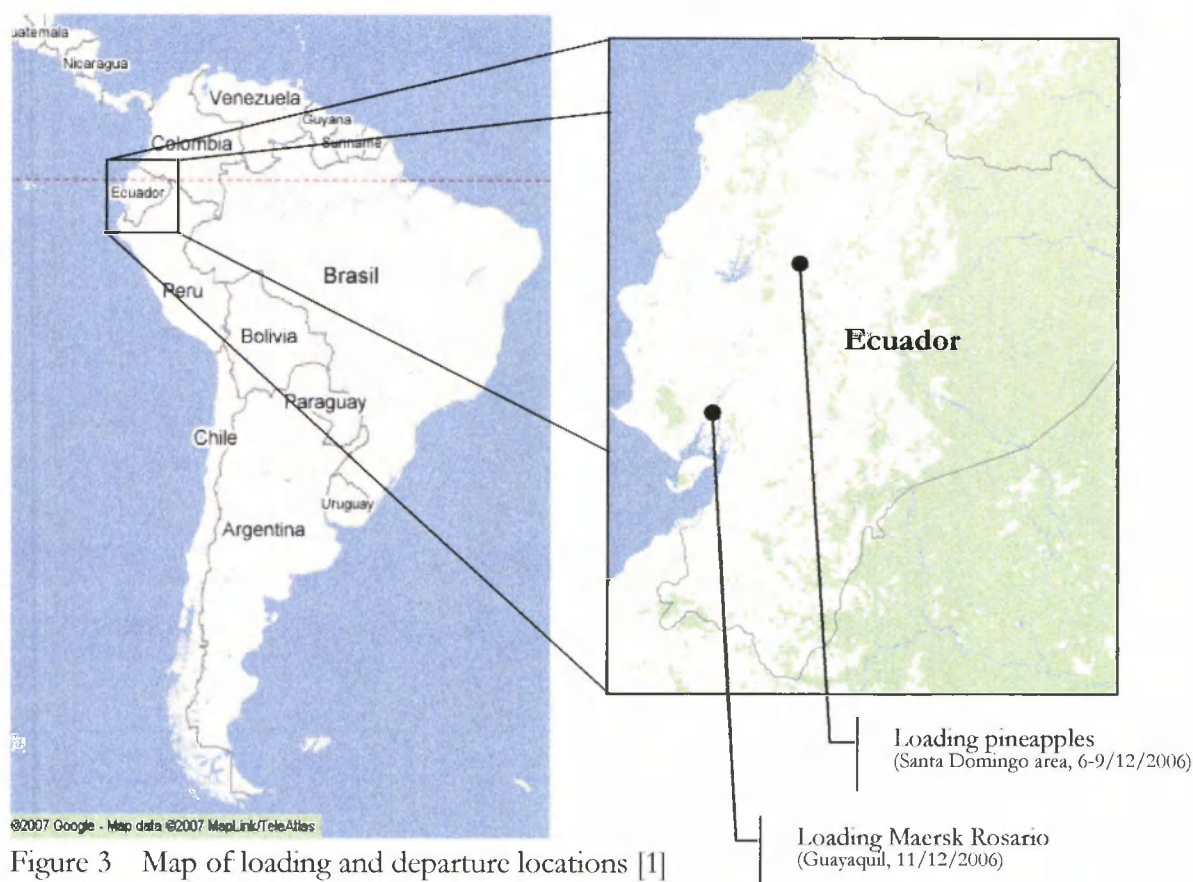 uatemala
Nicaragua
Venezuela
Guyana
Suriname
Colombia
Ecuador
Brasil
Peru
Bolivia
Paraguay
Chile
Uruguay
Argentina
©2007 Google - Map data ©2007 MapLink/TeleAtlas
Ecuador
Loading pineapples
(Santa Domingo area, 6-9/12/2006)
Loading Maersk Rosario
(Guayaquil, 11/12/2006)
Figure 3 Map of loading and departure locations [1]